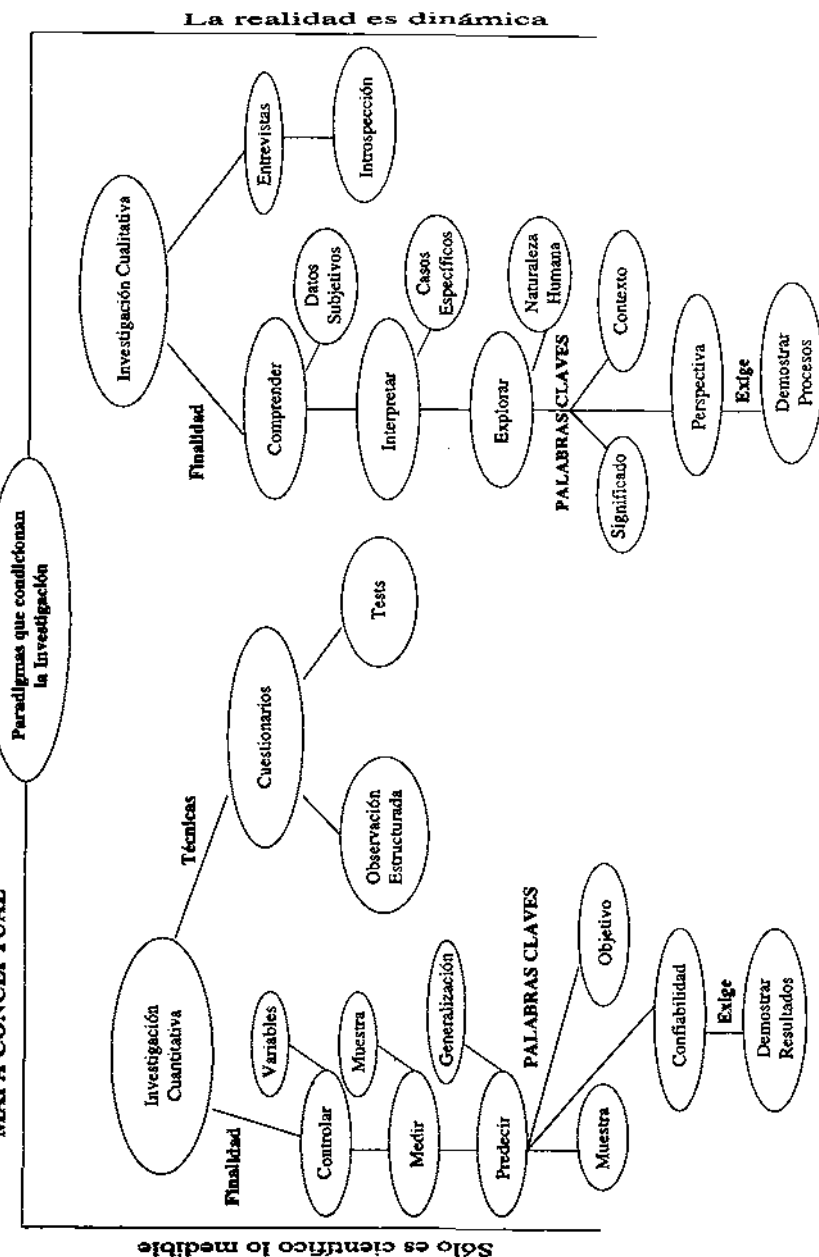 MAPA CONCEPTUAL
Paradigmas que condicionan
la Investigación
Sólo es científico lo medible
La realidad es dinámica
Investigación
Cuantitativa
Finalidad
Técnicas
Variables
Controlar
Muestra
Medir
Generalización
Predecir
PALABRAS CLAVES
Muestra
Objetivo
Confiabilidad
Exige
Demostrar
Resultados
Cuestionarios
Observación
Estructurada
Tests
Investigación Cualitativa
Finalidad
Entrevistas
Introspección
Comprender
Datos
Subjetivos
Interpretar
Casos
Específicos
Explorar
Naturaleza
Humana
PALABRAS CLAVES
Significado
Contexto
Perspectiva
Exige
Demostrar
Procesos